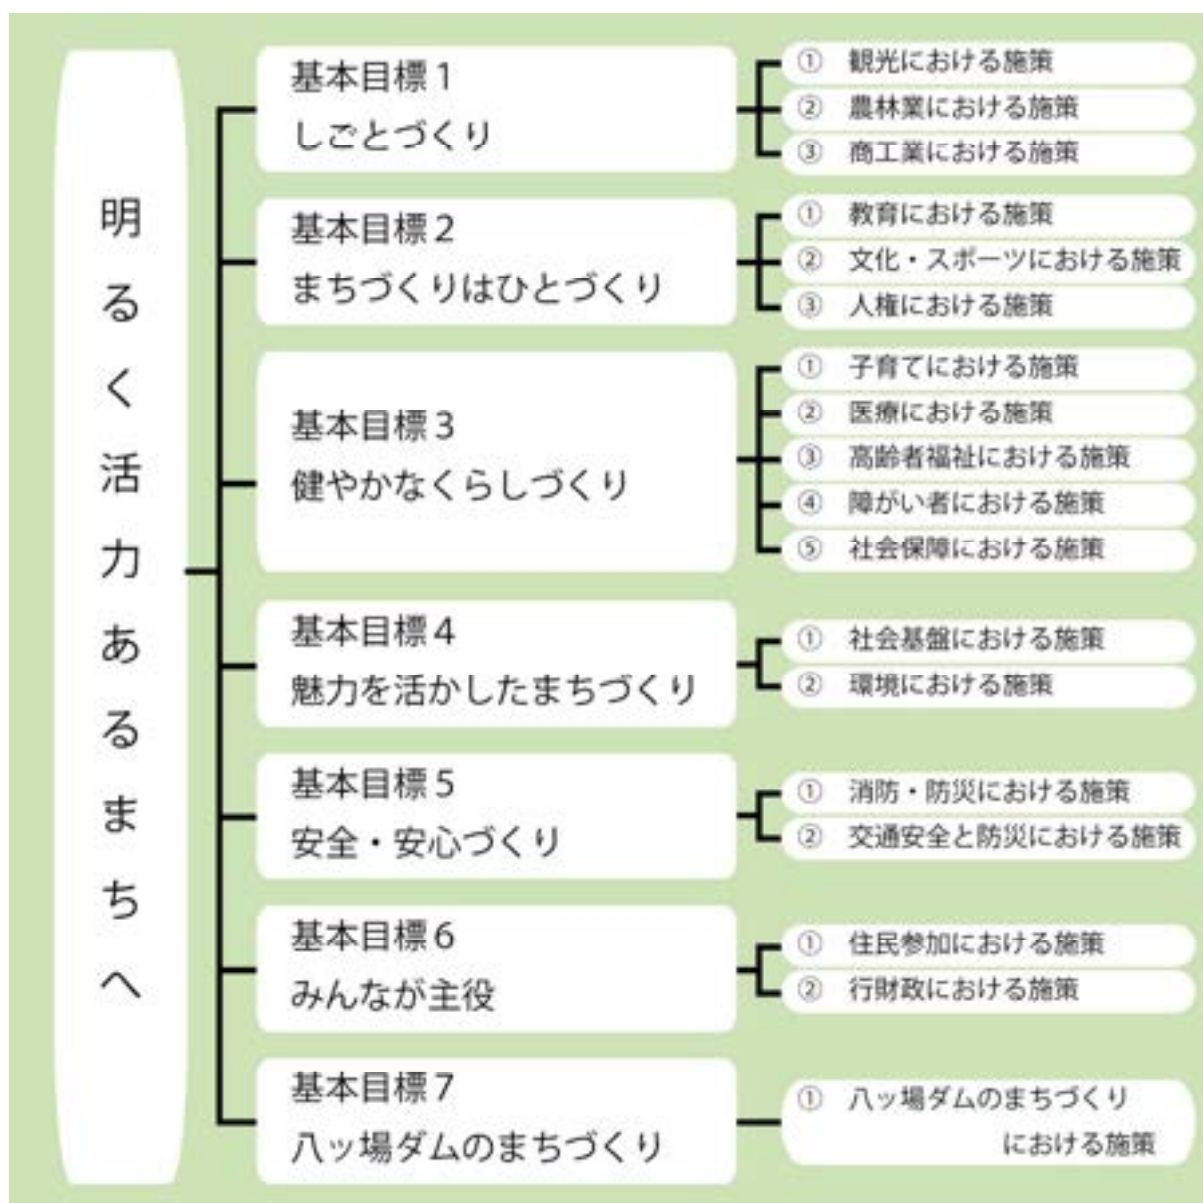 明るく活力あるまちへ
基本目標1
しごとづくり
① 観光における施策
② 農林業における施策
③ 商工業における施策
基本目標2
まちづくりはひとづくり
① 教育における施策
② 文化・スポーツにおける施策
③ 人権における施策
基本目標3
健やかなくらしづくり
① 子育てにおける施策
② 医療における施策
③ 高齢者福祉における施策
④ 障がい者における施策
⑤ 社会保障における施策
基本目標4
魅力を活かしたまちづくり
① 社会基盤における施策
② 環境における施策
基本目標5
安全・安心づくり
① 消防・防災における施策
② 交通安全と防災における施策
基本目標6
みんなが主役
① 住民参加における施策
② 行財政における施策
基本目標7
八ッ場ダムのまちづくり
① 八ッ場ダムのまちづくり
における施策